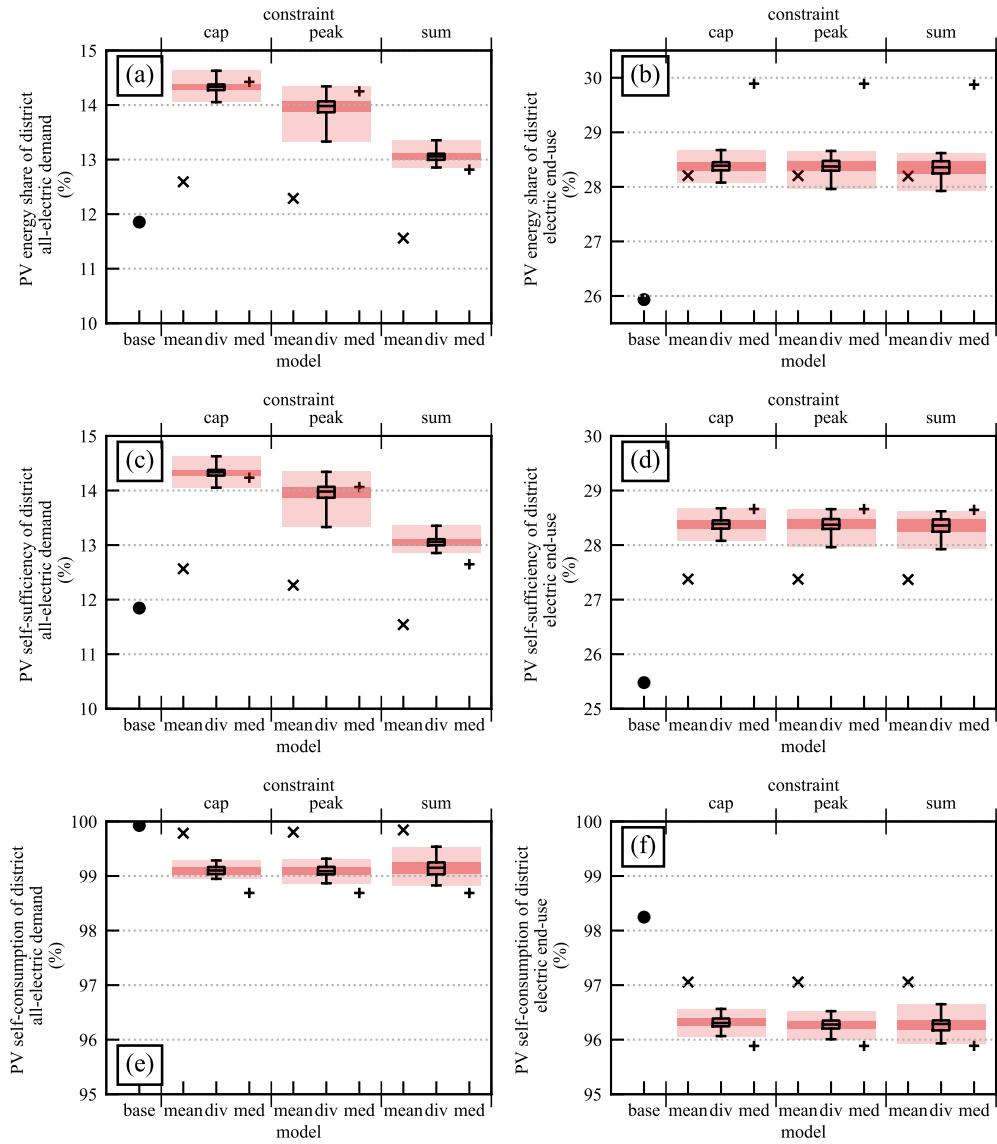 constraint
cap peak sum
(a)
PV energy share of district
all-electric demand
(%)
15
14
13
12
11
10
base mean div med mean div med mean div med
model
constraint
cap peak sum
(b)
PV energy share of district
electric end-use
(%)
30
29
28
27
26
base mean div med mean div med mean div med
model
constraint
cap peak sum
(c)
PV self-sufficiency of district
all-electric demand
(%)
15
14
13
12
11
10
base mean div med mean div med mean div med
model
constraint
cap peak sum
(d)
PV self-sufficiency of district
electric end-use
(%)
30
29
28
27
26
25
base mean div med mean div med mean div med
model
constraint
cap peak sum
(e)
PV self-consumption of district
all-electric demand
(%)
100
99
98
97
96
95
base mean div med mean div med mean div med
model
constraint
cap peak sum
(f)
PV self-consumption of district
electric end-use
(%)
100
99
98
97
96
95
base mean div med mean div med mean div med
model